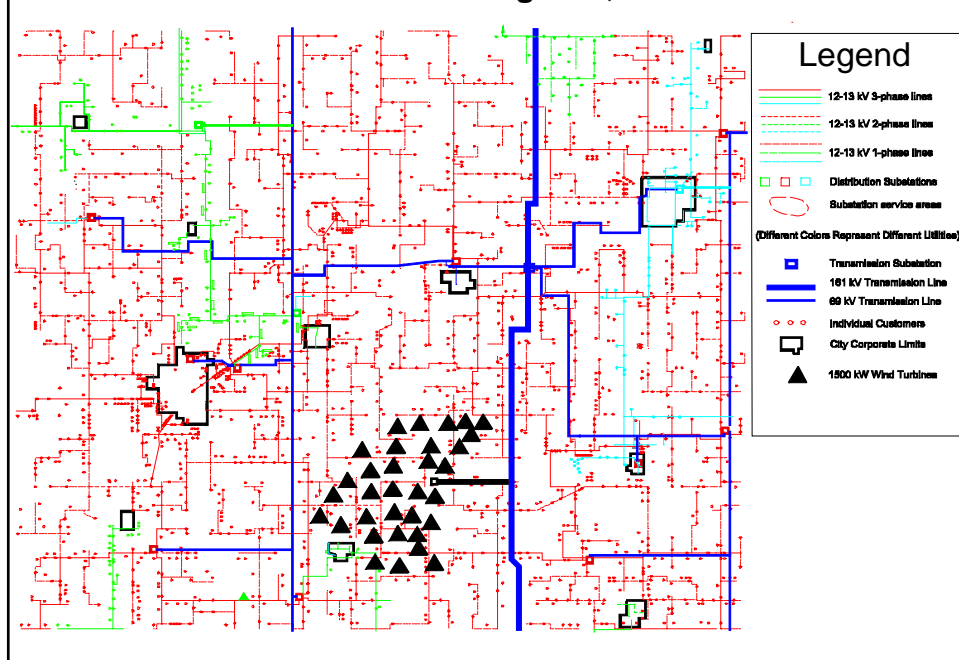 Legend
12-13 kV 3-phase lines
12-13 kV 2-phase lines
12-13 kV 1-phase lines
Distribution Substations
Substation service areas
(Different Colors Represent Different Utilities)
Transmission Substation
161 kV Transmission Line
69 kV Transmission Line
Individual Customers
City Corporate Limits
1500 kW Wind Turbines